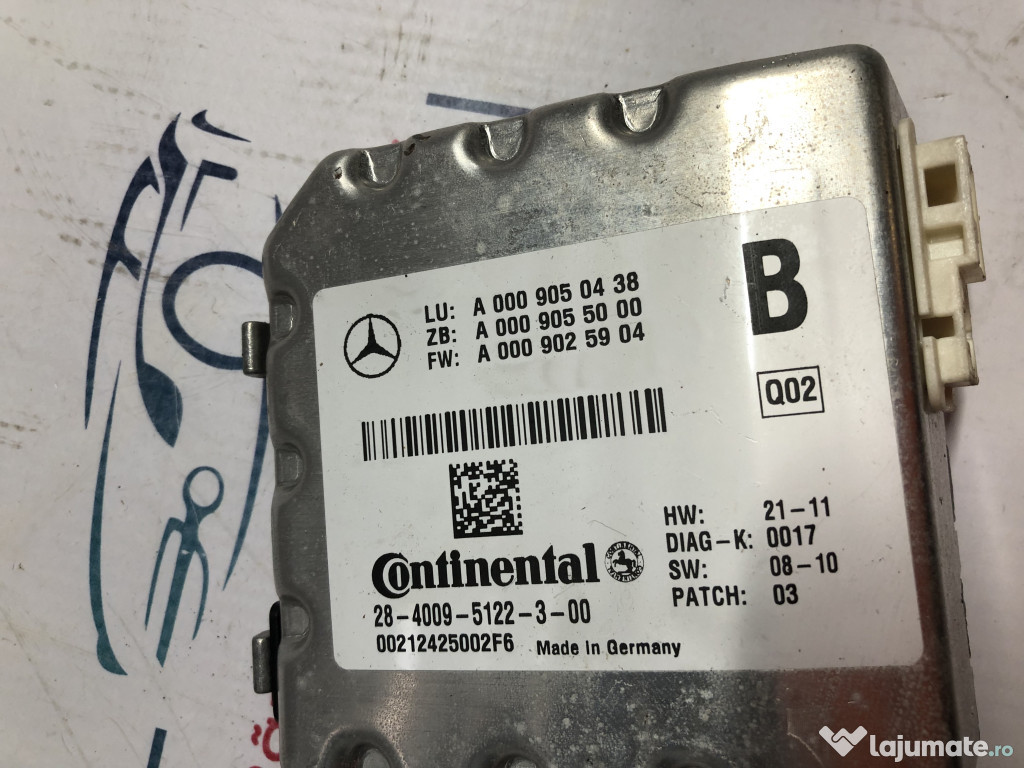 LU: A 000 905 04 38
ZB: A 000 905 50 00
FW: A 000 902 59 04
B
Q02
HW: 21-11
DIAG-K: 0017
SW: 08-10
PATCH: 03
Continental
28-4009-5122-3-00
00212425002F6 Made in Germany
lajumate.ro